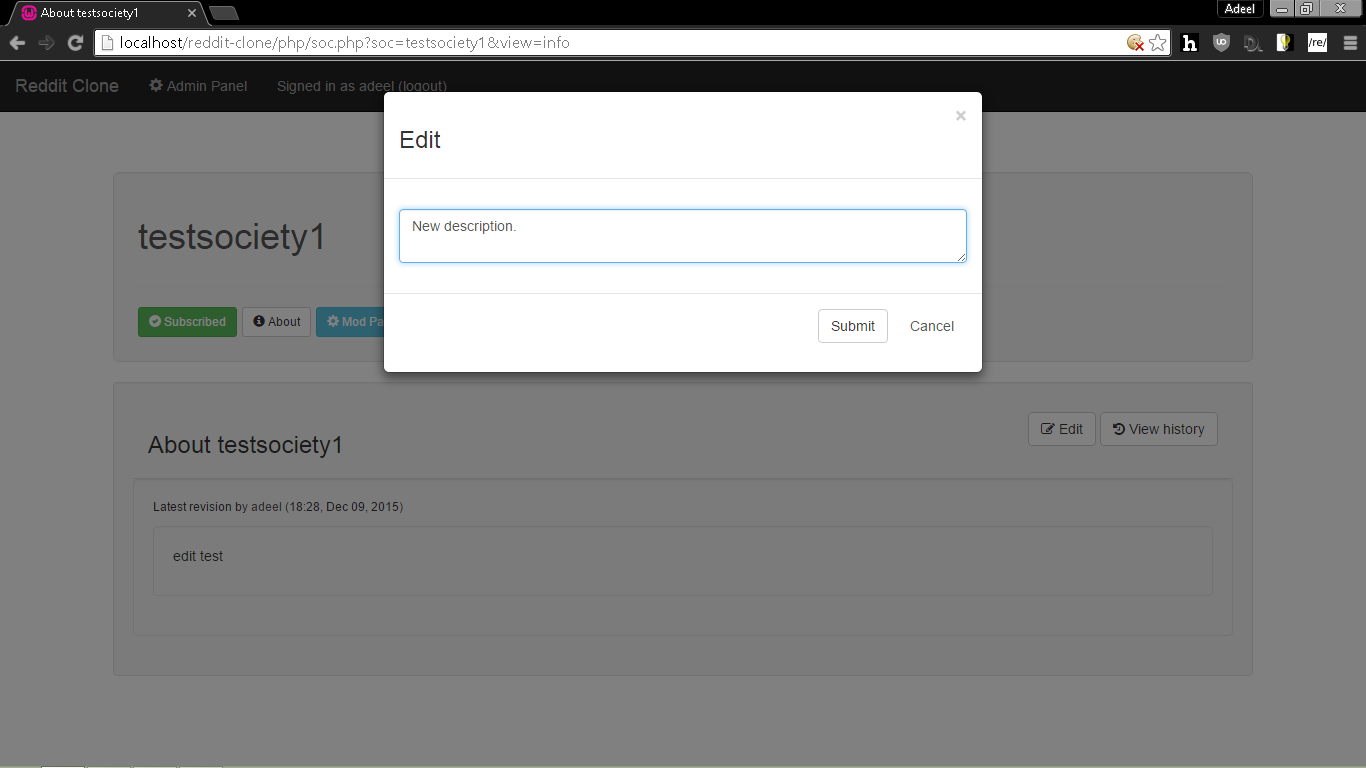 About testsociety1
Adeel
localhost/reddit-clone/php/soc.php?soc=testsociety1&view=info
h
/re/
Reddit Clone Admin Panel Signed in as adeel (logout)
×
Edit
New description.
Submit Cancel
testsociety1
Subscribed About Mod Pa
Edit View history
About testsociety1
Latest revision by adeel (18:28, Dec 09, 2015)
edit test